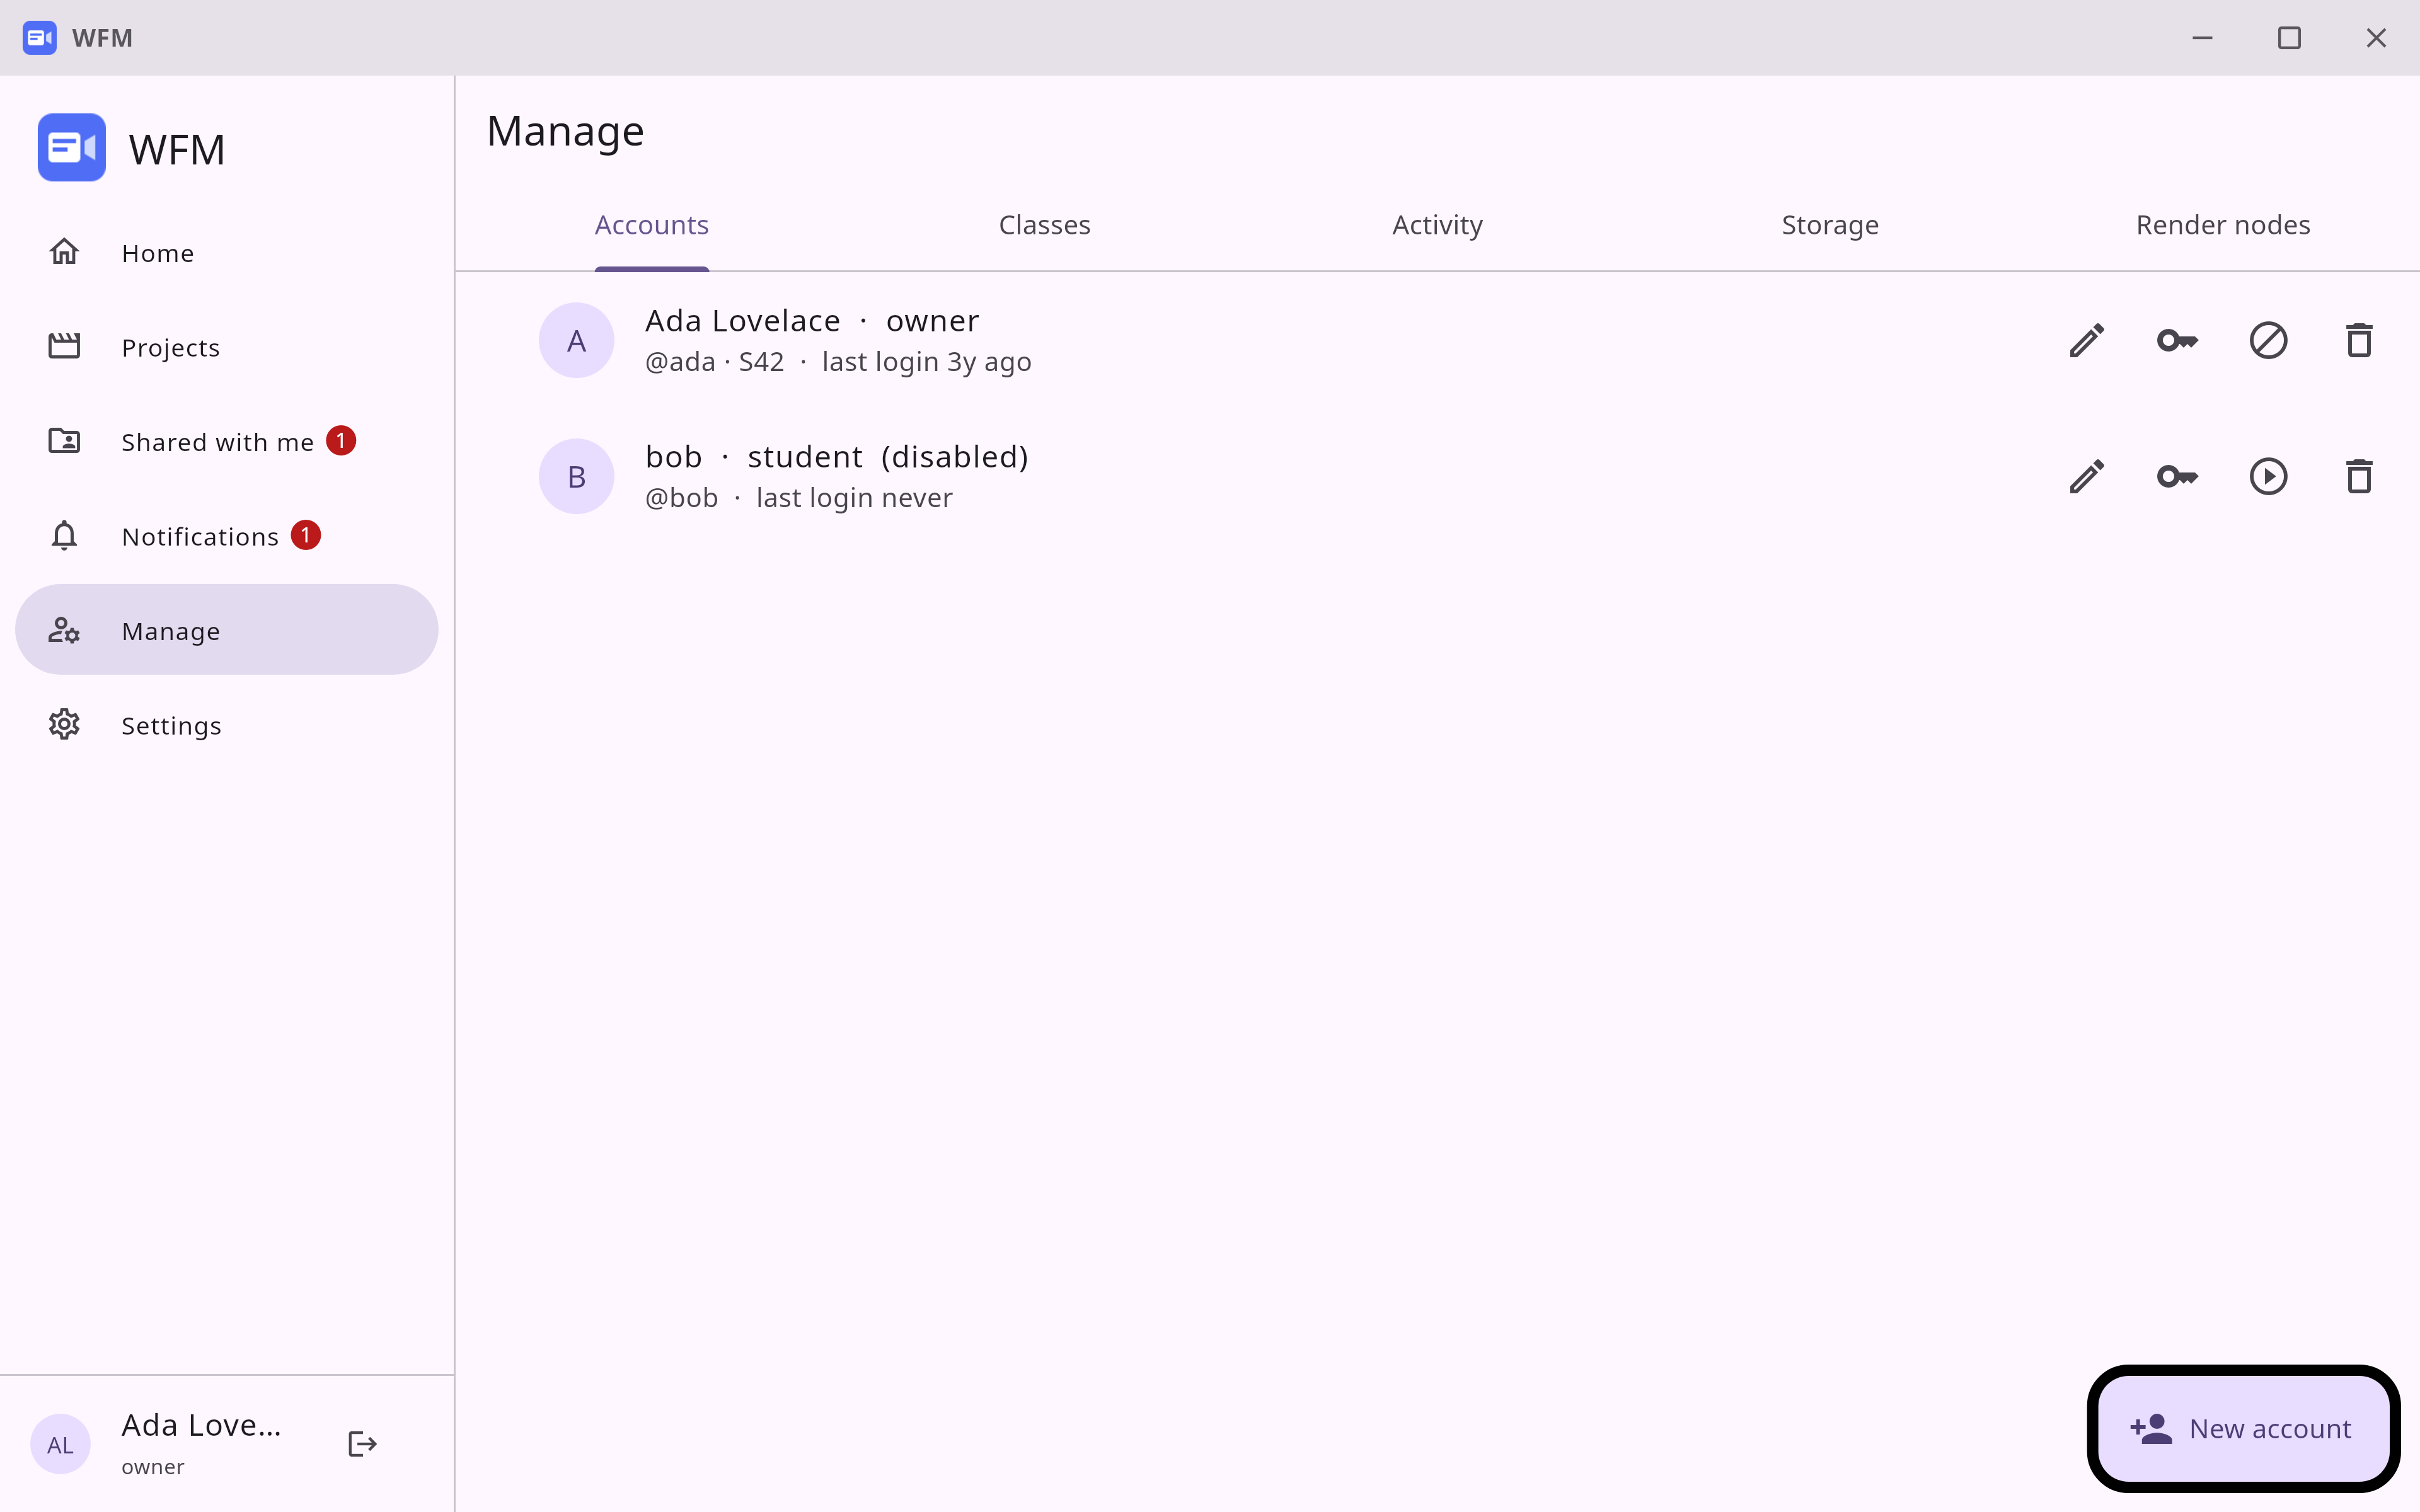 WFM
WFM
Home
Projects
Shared with me 1
Notifications 1
Manage
Settings
Manage
Accounts Classes Activity Storage Render nodes
A
Ada Lovelace · owner
@ada · S42 · last login 3y ago
B
bob · student (disabled)
@bob · last login never
AL
Ada Love...
owner
New account